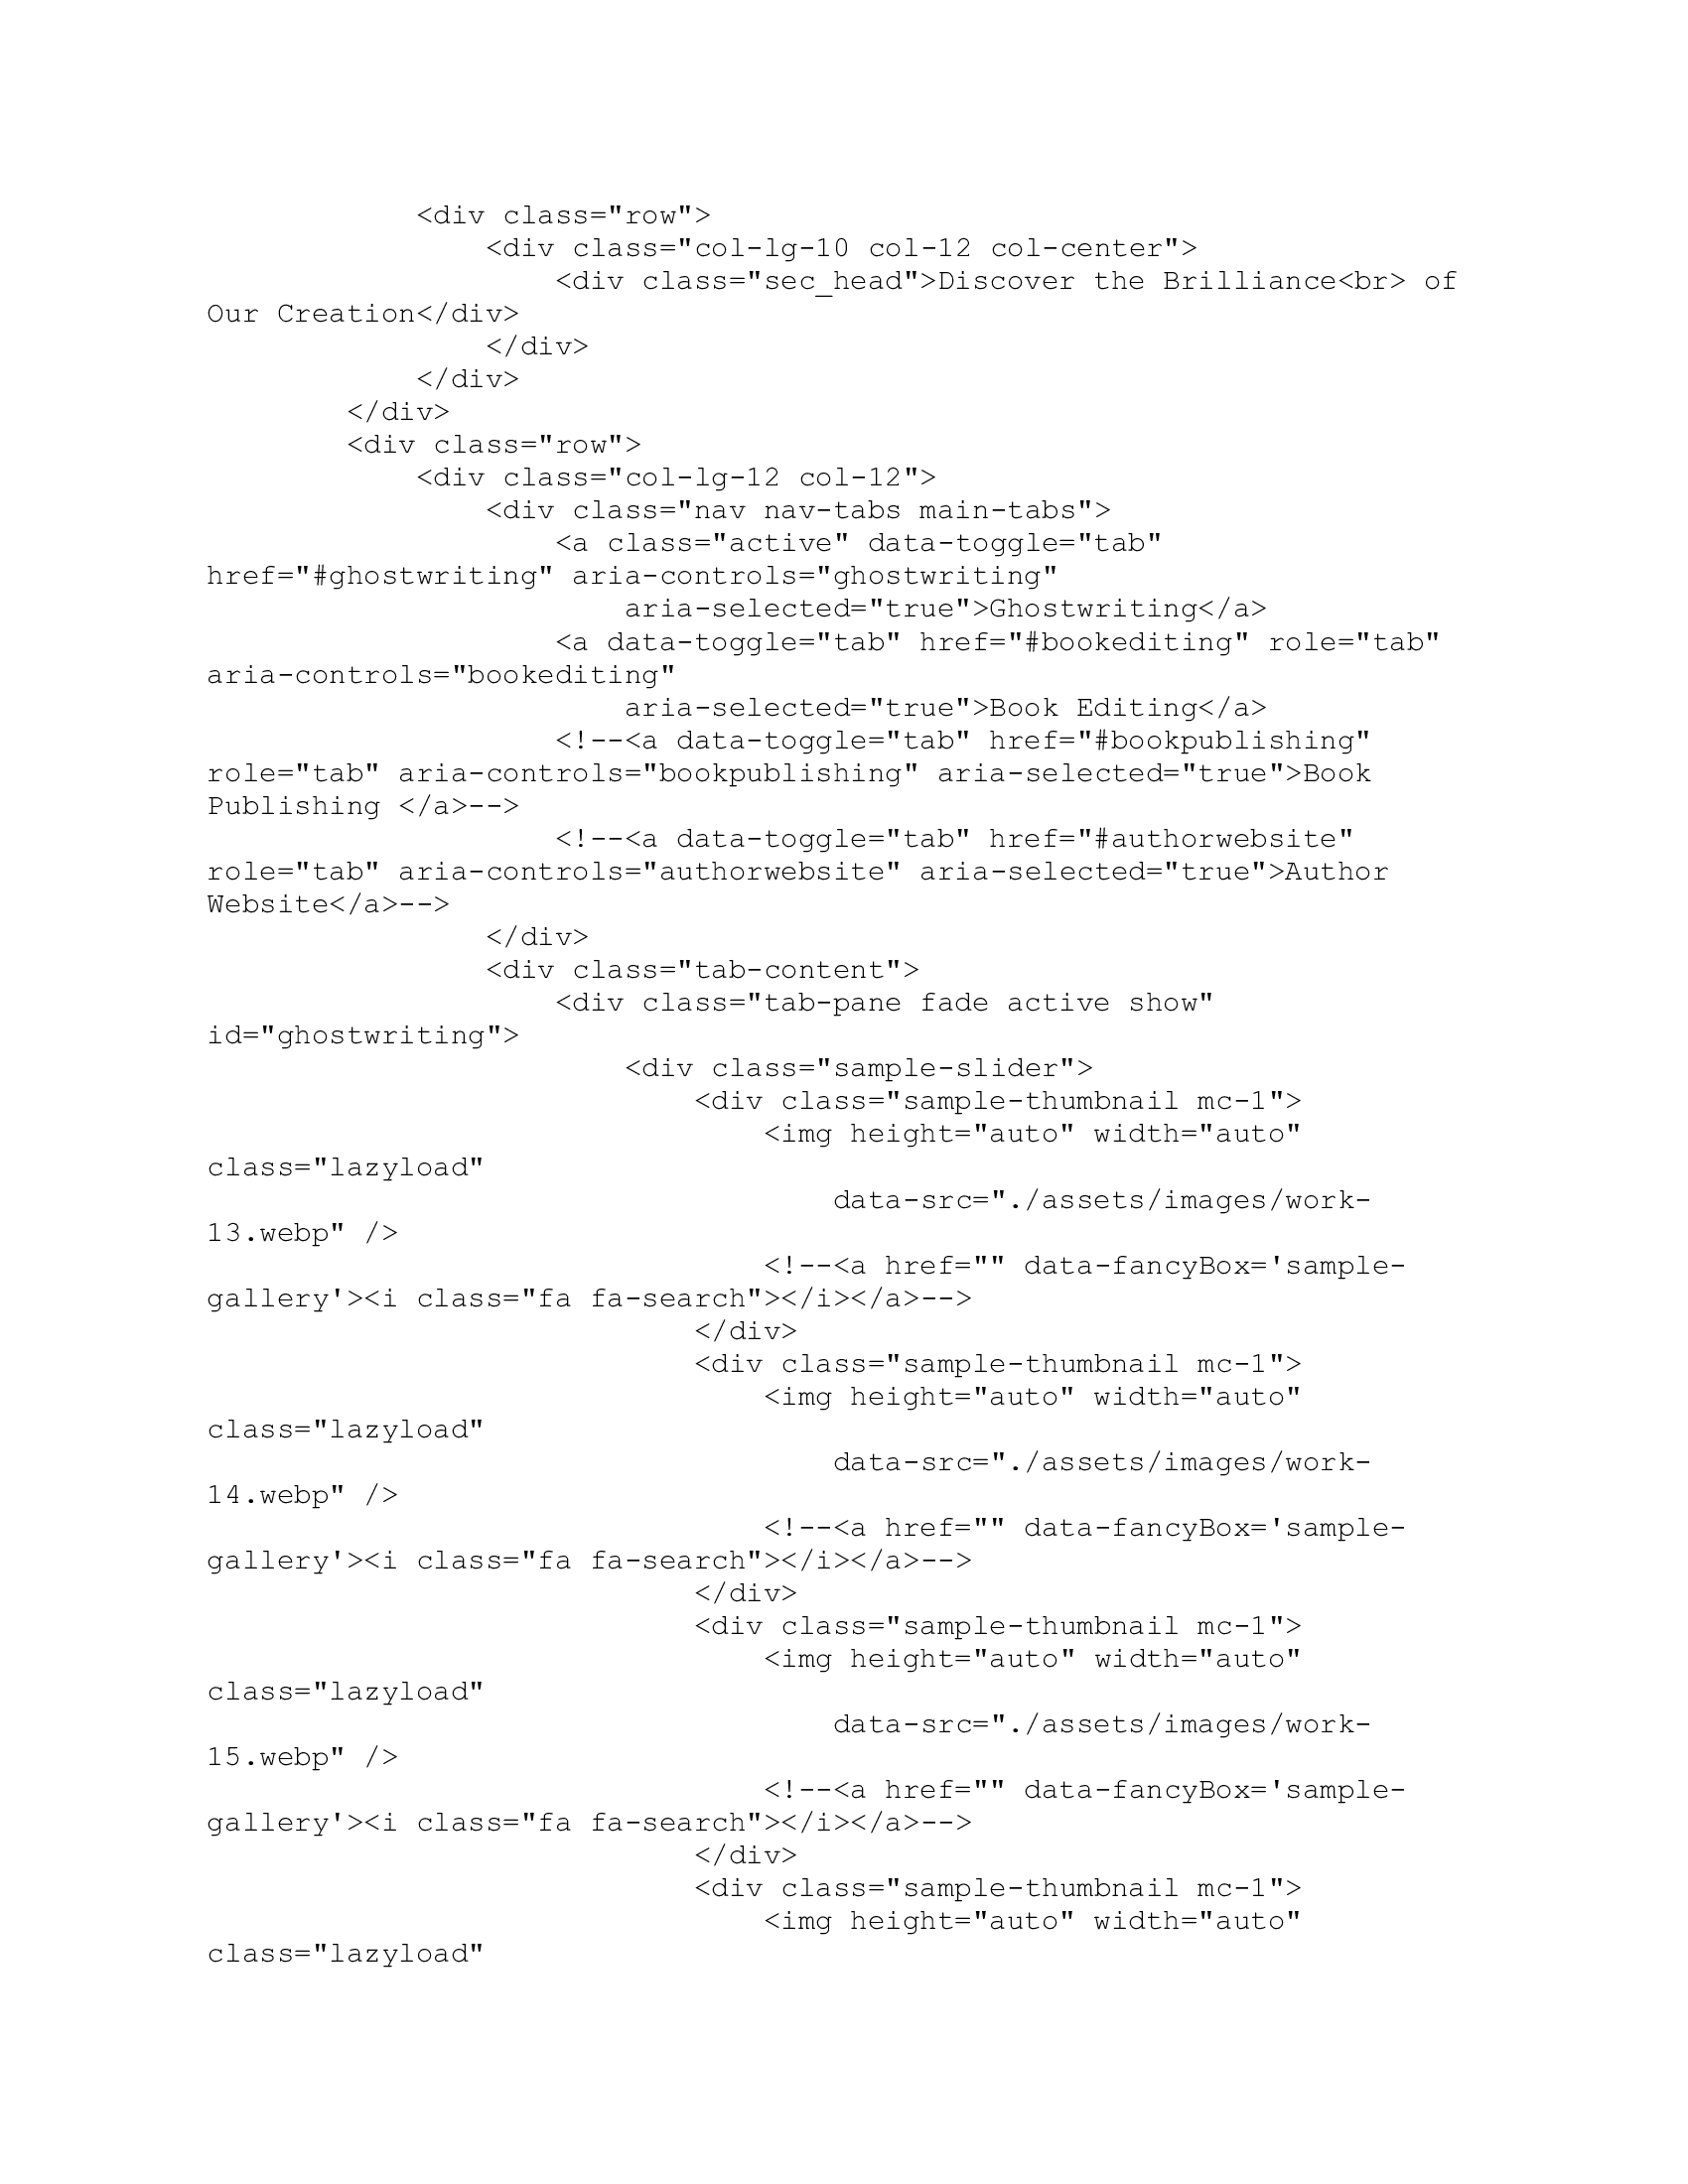 <div class="row">
                <div class="col-lg-10 col-12 col-center">
                    <div class="sec_head">Discover the Brilliance<br> of
Our Creation</div>
                </div>
            </div>
        </div>
        <div class="row">
            <div class="col-lg-12 col-12">
                <div class="nav nav-tabs main-tabs">
                    <a class="active" data-toggle="tab"
href="#ghostwriting" aria-controls="ghostwriting"
                        aria-selected="true">Ghostwriting</a>
                    <a data-toggle="tab" href="#bookediting" role="tab"
aria-controls="bookediting"
                        aria-selected="true">Book Editing</a>
                    <!--<a data-toggle="tab" href="#bookpublishing"
role="tab" aria-controls="bookpublishing" aria-selected="true">Book
Publishing </a>-->
                    <!--<a data-toggle="tab" href="#authorwebsite"
role="tab" aria-controls="authorwebsite" aria-selected="true">Author
Website</a>-->
                </div>
                <div class="tab-content">
                    <div class="tab-pane fade active show"
id="ghostwriting">
                        <div class="sample-slider">
                            <div class="sample-thumbnail mc-1">
                                <img height="auto" width="auto"
class="lazyload"
                                    data-src="./assets/images/work-
13.webp" />
                                <!--<a href="" data-fancyBox='sample-
gallery'><i class="fa fa-search"></i></a>-->
                            </div>
                            <div class="sample-thumbnail mc-1">
                                <img height="auto" width="auto"
class="lazyload"
                                    data-src="./assets/images/work-
14.webp" />
                                <!--<a href="" data-fancyBox='sample-
gallery'><i class="fa fa-search"></i></a>-->
                            </div>
                            <div class="sample-thumbnail mc-1">
                                <img height="auto" width="auto"
class="lazyload"
                                    data-src="./assets/images/work-
15.webp" />
                                <!--<a href="" data-fancyBox='sample-
gallery'><i class="fa fa-search"></i></a>-->
                            </div>
                            <div class="sample-thumbnail mc-1">
                                <img height="auto" width="auto"
class="lazyload"